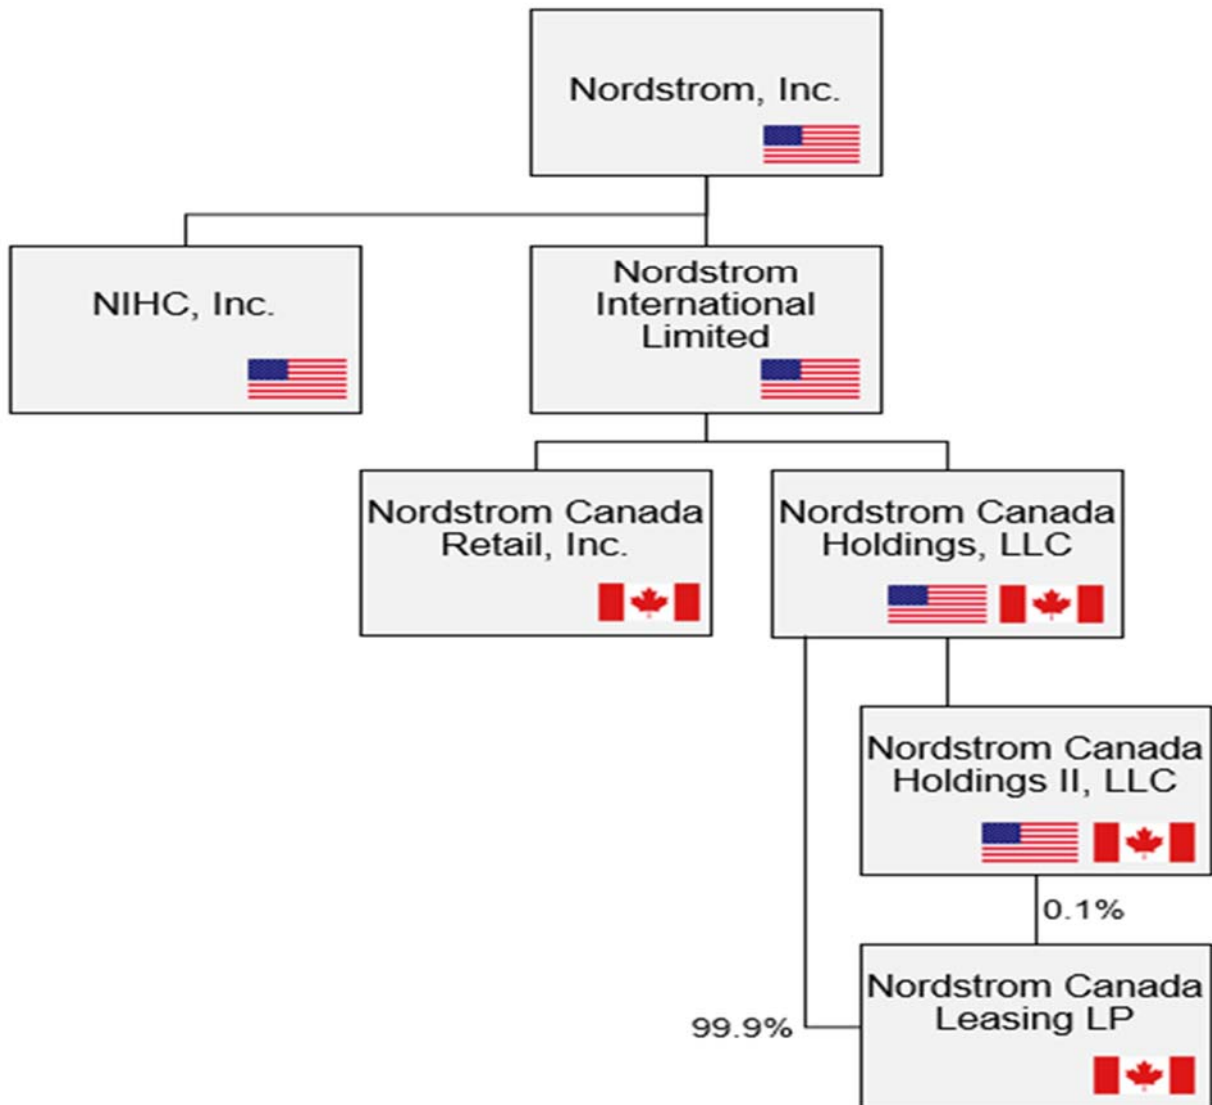 Nordstrom, Inc.
NIHC, Inc.
Nordstrom
International
Limited
Nordstrom Canada
Retail, Inc.
Nordstrom Canada
Holdings, LLC
Nordstrom Canada
Holdings II, LLC
0.1%
Nordstrom Canada
Leasing LP
99.9%